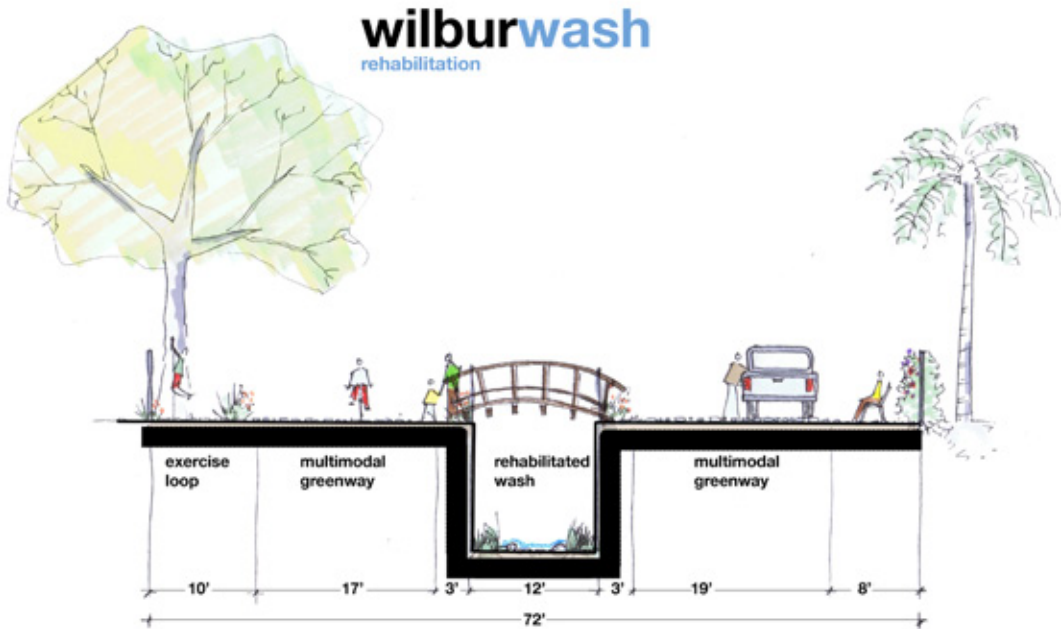 wilburwash
rehabilitation
exercise
loop
multimodal
greenway
rehabilitated
wash
multimodal
greenway
10' 17' 3' 12' 3' 19' 8'
72'